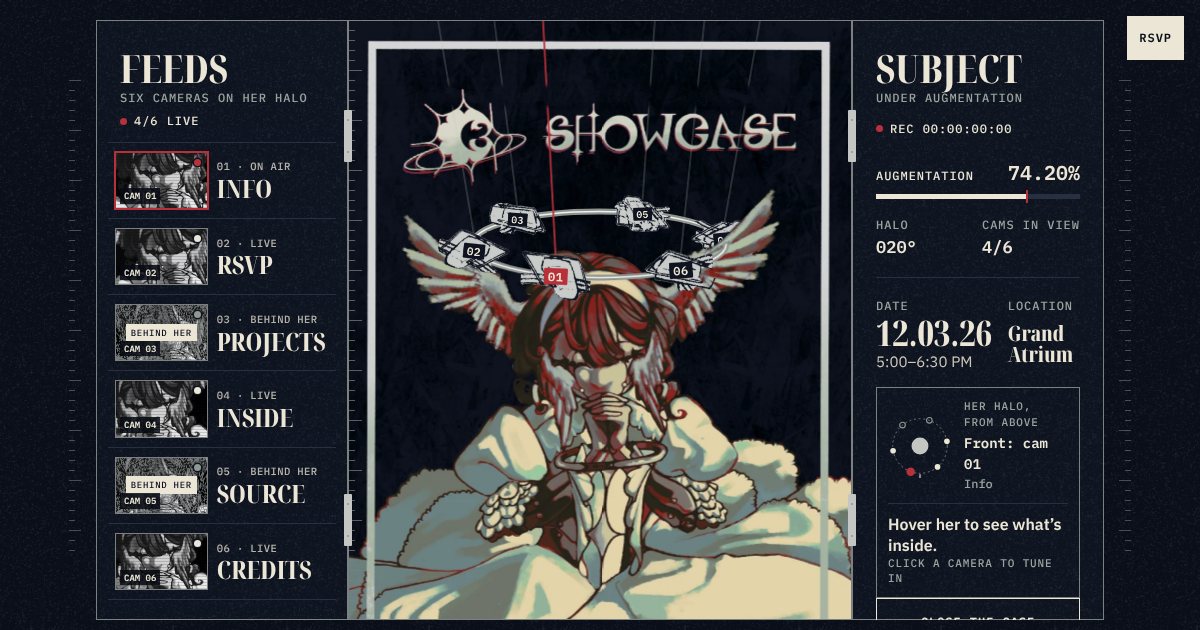 RSVP
FEEDS
SIX CAMERAS ON HER HALO
4/6 LIVE
CAM 01
01 · ON AIR
INFO
CAM 02
02 · LIVE
RSVP
BEHIND HER
CAM 03
03 · BEHIND HER
PROJECTS
CAM 04
04 · LIVE
INSIDE
BEHIND HER
CAM 05
05 · BEHIND HER
SOURCE
CAM 06
06 · LIVE
CREDITS
3 SHOWCASE
03
05
02
01
06
SUBJECT
UNDER AUGMENTATION
REC 00:00:00:00
AUGMENTATION 74.20%
HALO CAMS IN VIEW
020° 4/6
DATE LOCATION
12.03.26 Grand
Atrium
5:00–6:30 PM
HER HALO,
FROM ABOVE
Front: cam
01
Info
Hover her to see what's
inside.
CLICK A CAMERA TO TUNE
IN